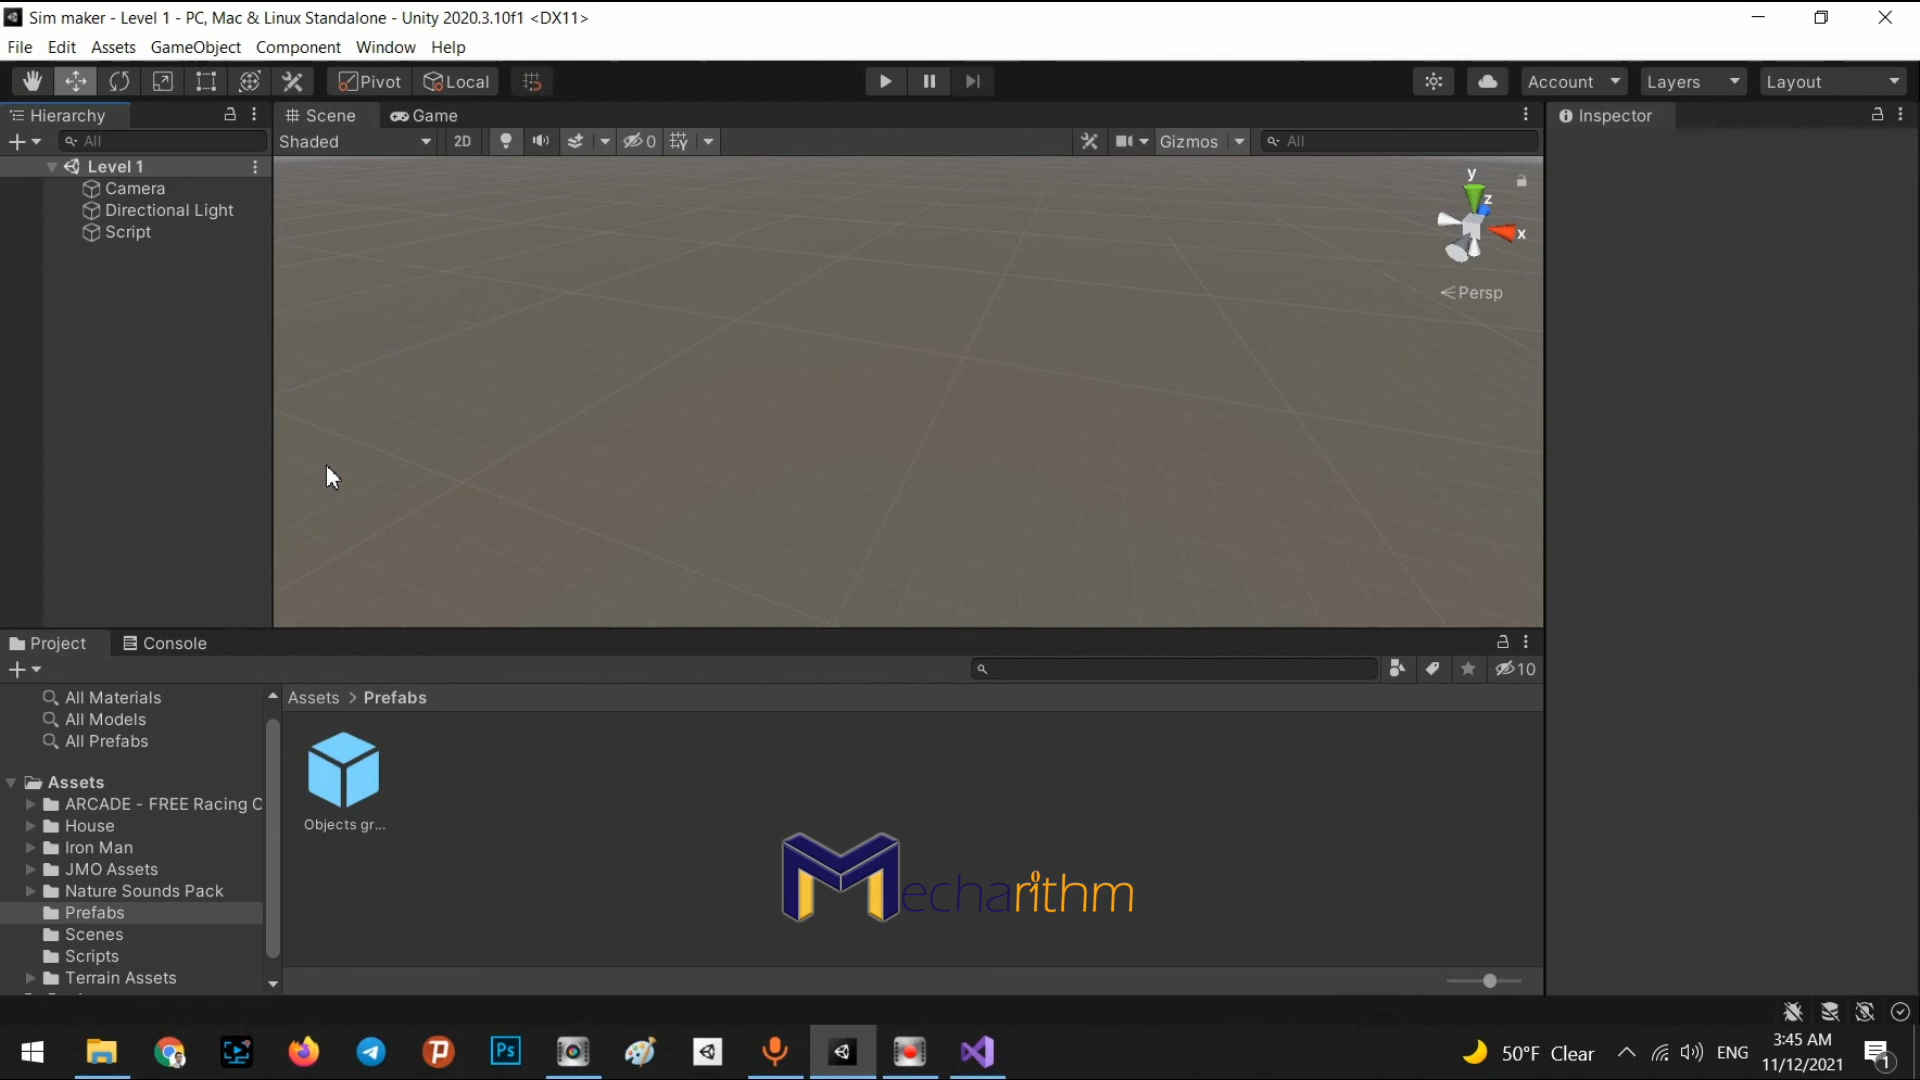 Sim maker - Level 1 - PC, Mac & Linux Standalone - Unity 2020.3.10f1 <DX11>
File Edit Assets GameObject Component Window Help
Pivot Local Account Layers Layout
Hierarchy
All
Level 1
Camera
Directional Light
Script
Scene Game
Shaded 2D 0 Gizmos All
y
z
x
Persp
Inspector
Project Console
10
All Materials
All Models
All Prefabs
Assets
ARCADE - FREE Racing C
House
Iron Man
JMO Assets
Nature Sounds Pack
Prefabs
Scenes
Scripts
Terrain Assets
Assets > Prefabs
Objects gr...
Mecharithm
Ps
50°F Clear
ENG
3:45 AM
11/12/2021
1